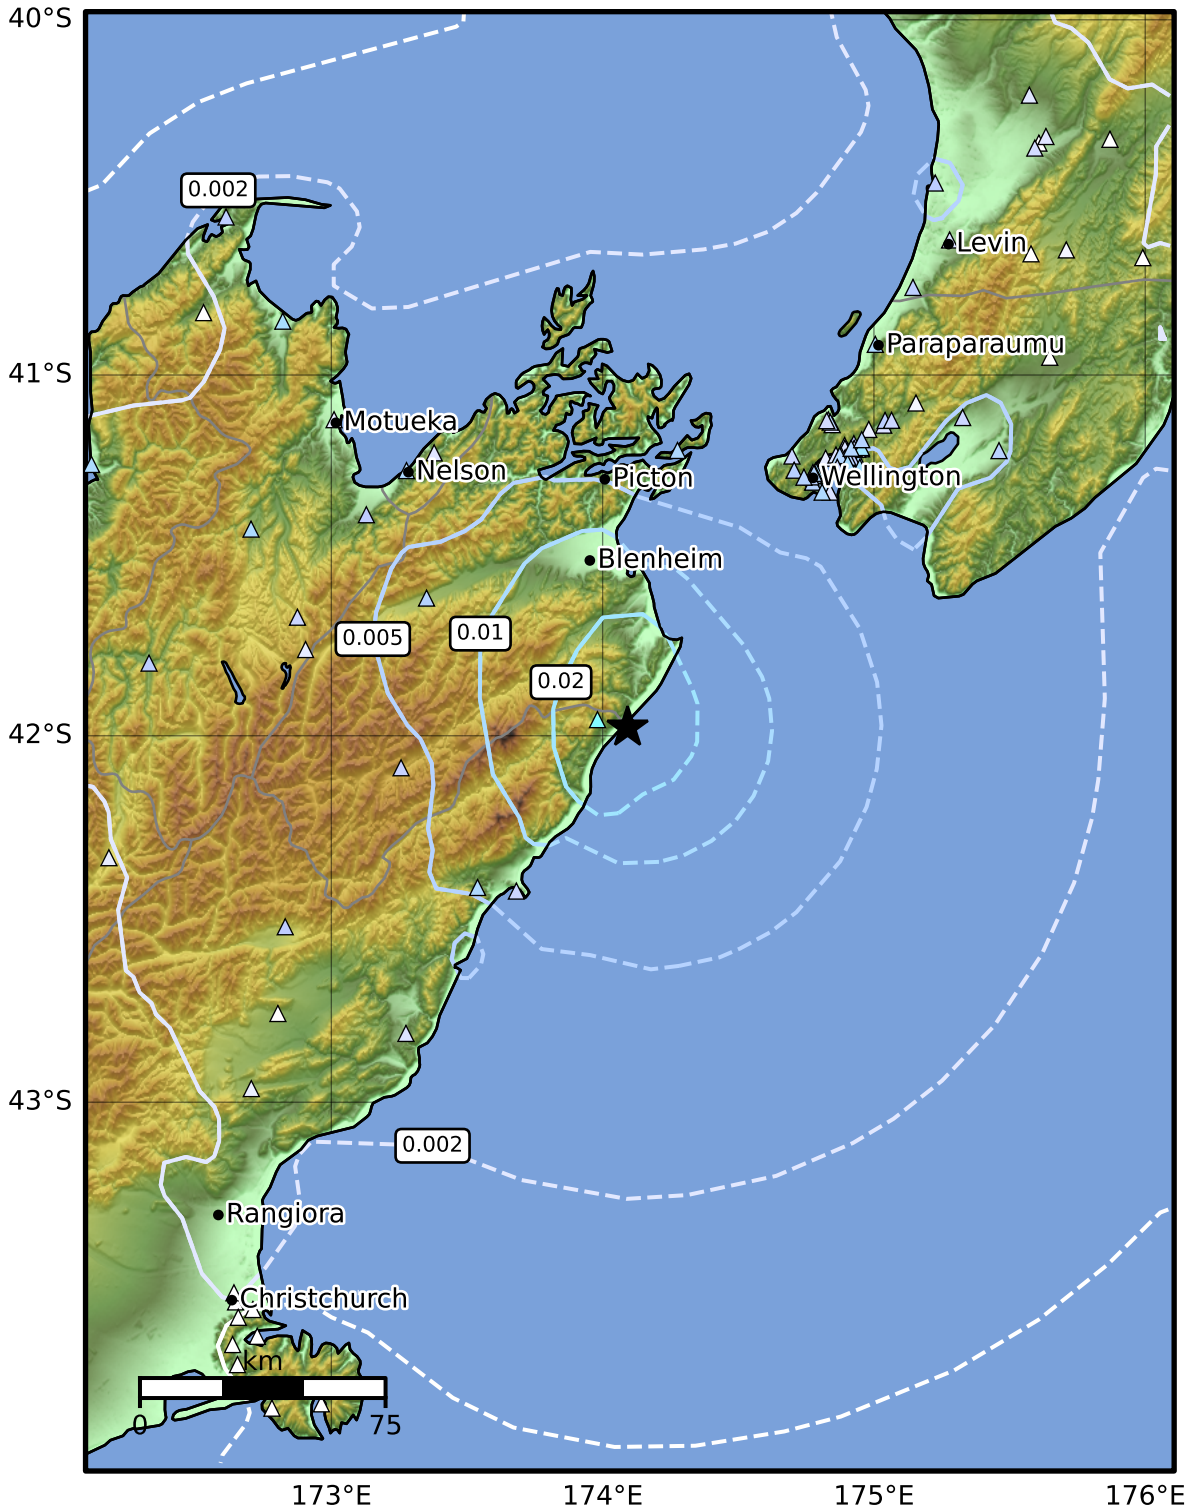 40°S
0.002
Levin
Paraparaumu
41°S
Motueka
Nelson
Picton
Wellington
Blenheim
0.005
0.01
0.02
42°S
43°S
0.002
Rangiora
Christchurch
km
0
75
173°E
174°E
175°E
176°E